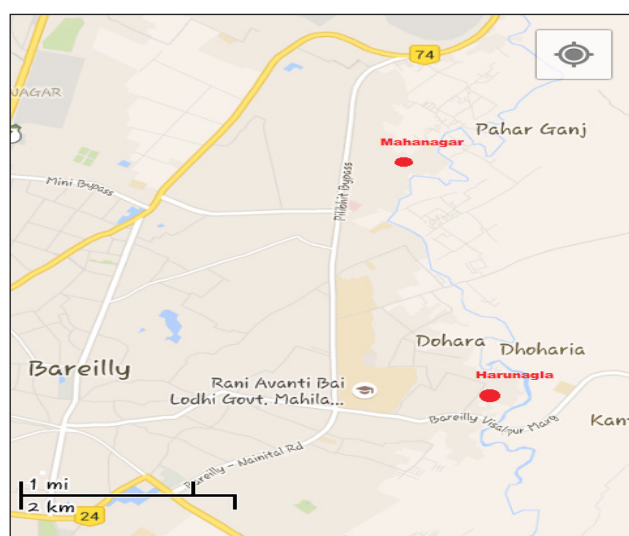 74
NAGAR
Pahar Ganj
Mahanagar
Mini Bypass
Pilibhit Bypass
Dohara
Dhoharia
Bareilly
Rani Avanti Bai
Lodhi Govt. Mahila...
Harunagla
Bareilly Visalpur Marg
Kant
Bareilly - Nainital Rd
1 mi
2 km
24